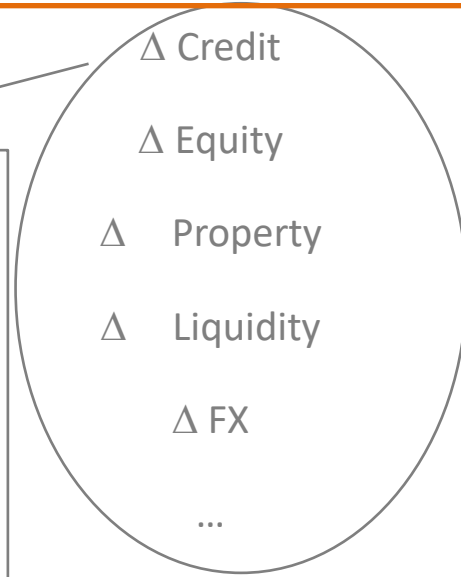 Δ Credit
Δ Equity
Δ Property
Δ Liquidity
Δ FX
...